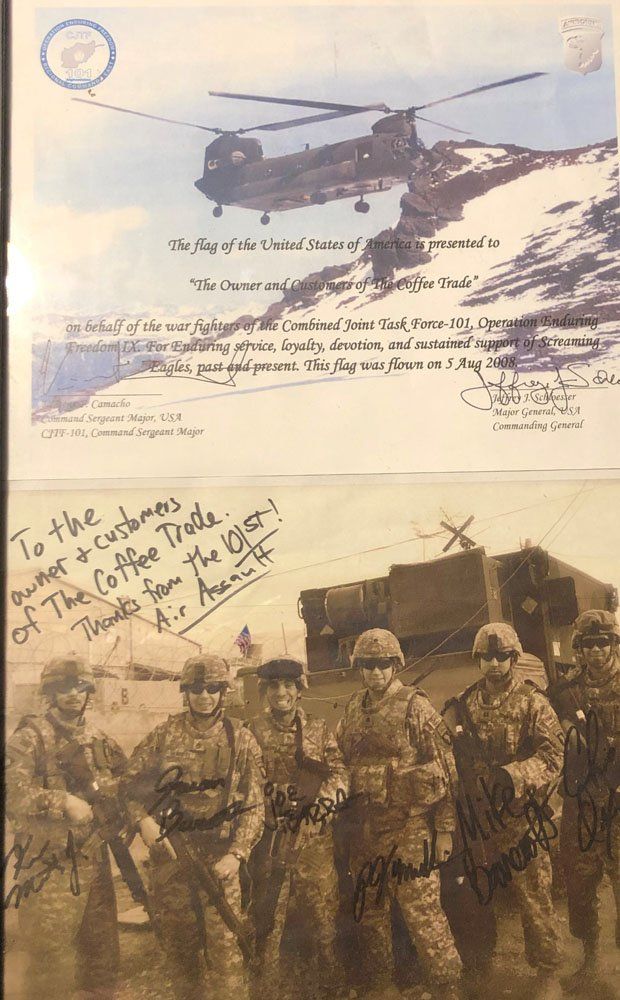 CJTF
101
AIRBORNE
The flag of the United States of America is presented to
"The Owner and Customers of The Coffee Trade"
on behalf of the war fighters of the Combined Joint Task Force-101, Operation Enduring
Freedom IX. For Enduring service, loyalty, devotion, and sustained support of Screaming
Eagles, past and present. This flag was flown on 5 Aug 2008.
Camacho
Command Sergeant Major, USA
CJTF-101, Command Sergeant Major
Jeffrey J. Schloesser
Major General, USA
Commanding General
To the
owner & customers
of The Coffee Trade.
Thanks from the 101st!
Air Assault
Joe
Mike